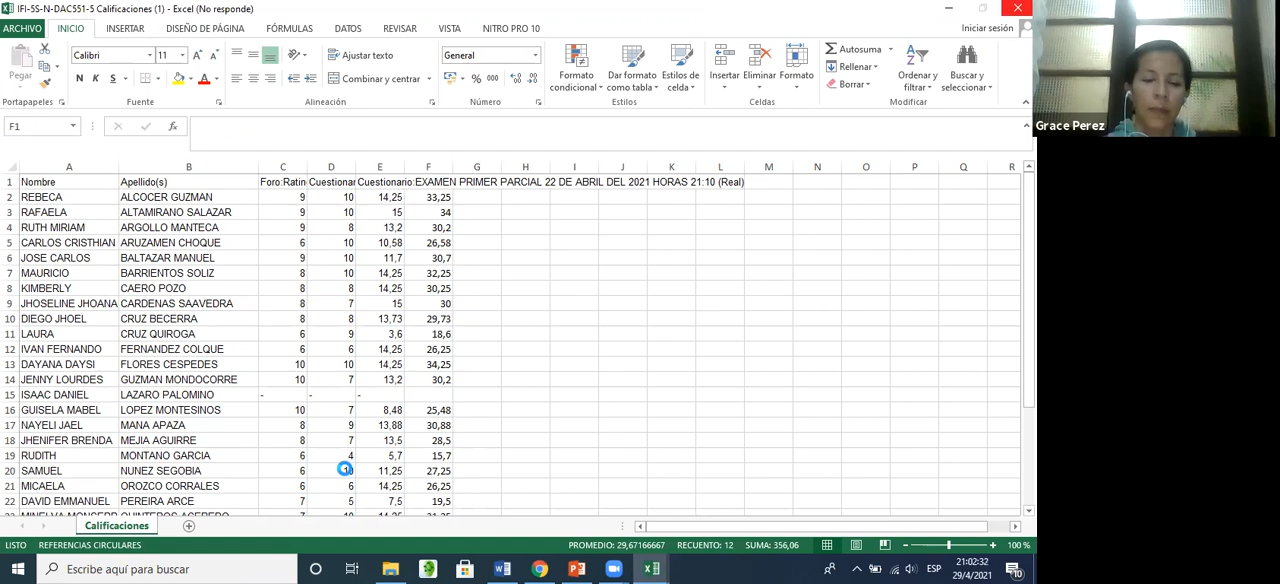 IFI-5S-N-DAC551-5 Calificaciones (1) - Excel (No responde)
ARCHIVO INICIO INSERTAR DISEÑO DE PÁGINA FÓRMULAS DATOS REVISAR VISTA NITRO PRO 10 Iniciar sesión
Calibri 11 Ajustar texto General Autosuma
Pegar N K S Combinar y centrar % 000 Formato condicional Dar formato como tabla Estilos de celda Insertar Eliminar Formato Rellenar Borrar Ordenar y filtrar Buscar y seleccionar
Portapapeles Fuente Alineación Número Estilos Celdas Modificar
Grace Perez
F1 fx
A B C D E F G H I J K L M N O P Q R
1 Nombre Apellido(s) Foro:Ratin Cuestionar Cuestionario:EXAMEN PRIMER PARCIAL 22 DE ABRIL DEL 2021 HORAS 21:10 (Real)
2 REBECA ALCOCER GUZMAN 9 10 14,25 33,25
3 RAFAELA ALTAMIRANO SALAZAR 9 10 15 34
4 RUTH MIRIAM ARGOLLO MANTECA 9 8 13,2 30,2
5 CARLOS CRISTHIAN ARUZAMEN CHOQUE 6 10 10,58 26,58
6 JOSE CARLOS BALTAZAR MANUEL 9 10 11,7 30,7
7 MAURICIO BARRIENTOS SOLIZ 8 10 14,25 32,25
8 KIMBERLY CAERO POZO 8 8 14,25 30,25
9 JHOSELINE JHOANA CARDENAS SAAVEDRA 8 7 15 30
10 DIEGO JHOEL CRUZ BECERRA 8 8 13,73 29,73
11 LAURA CRUZ QUIROGA 6 9 3,6 18,6
12 IVAN FERNANDO FERNANDEZ COLQUE 6 6 14,25 26,25
13 DAYANA DAYSI FLORES CESPEDES 10 10 14,25 34,25
14 JENNY LOURDES GUZMAN MONDOCORRE 10 7 13,2 30,2
15 ISAAC DANIEL LAZARO PALOMINO - - -
16 GUISELA MABEL LOPEZ MONTESINOS 10 7 8,48 25,48
17 NAYELI JAEL MANA APAZA 8 9 13,88 30,88
18 JHENIFER BRENDA MEJIA AGUIRRE 8 7 13,5 28,5
19 RUDITH MONTANO GARCIA 6 4 5,7 15,7
20 SAMUEL NUNEZ SEGOBIA 6 10 11,25 27,25
21 MICAELA OROZCO CORRALES 6 6 14,25 26,25
22 DAVID EMMANUEL PEREIRA ARCE 7 5 7,5 19,5
Calificaciones
LISTO REFERENCIAS CIRCULARES PROMEDIO: 29,67166667 RECUENTO: 12 SUMA: 356,06 100 %
Escribe aquí para buscar ESP 21:02:32
29/4/2021 10